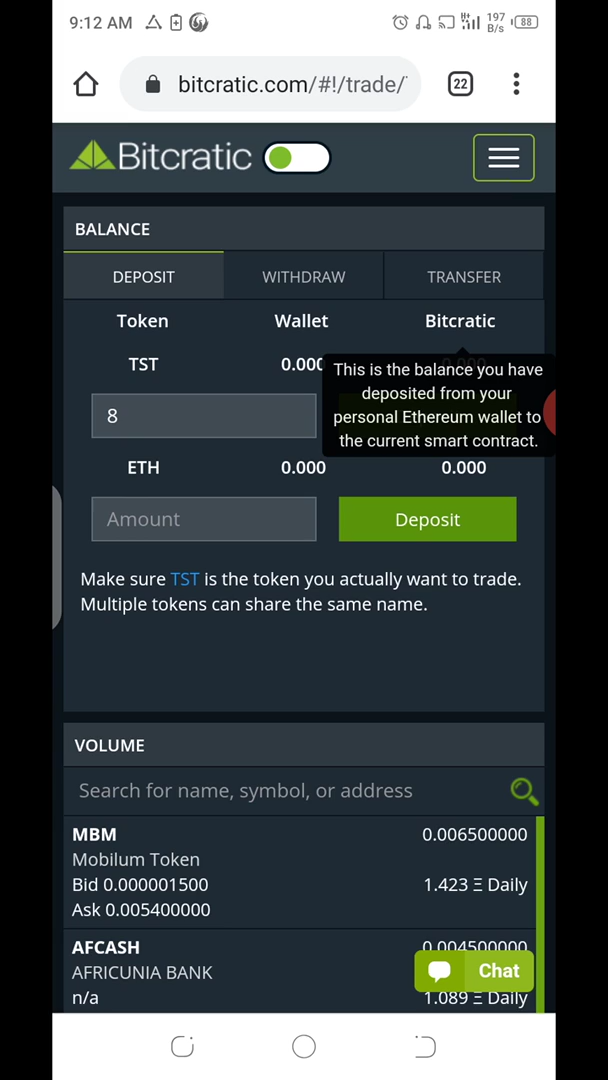 9:12 AM 197 B/s 88
bitcratic.com/#!/trade/
22
Bitcratic
BALANCE
DEPOSIT WITHDRAW TRANSFER
Token Wallet Bitcratic
TST 0.000
This is the balance you have
deposited from your
personal Ethereum wallet to
the current smart contract.
8
ETH 0.000 0.000
Amount Deposit
Make sure TST is the token you actually want to trade.
Multiple tokens can share the same name.
VOLUME
Search for name, symbol, or address
MBM 0.006500000
Mobilum Token
Bid 0.000001500 1.423 Ξ Daily
Ask 0.005400000
AFCASH 0.004500000
AFRICUNIA BANK
Chat
n/a 1.089 Ξ Daily